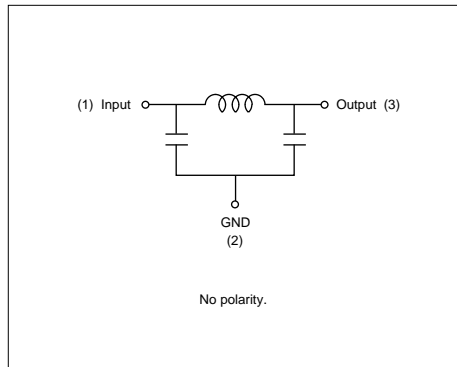 (1) Input Output (3)
GND
(2)
No polarity.